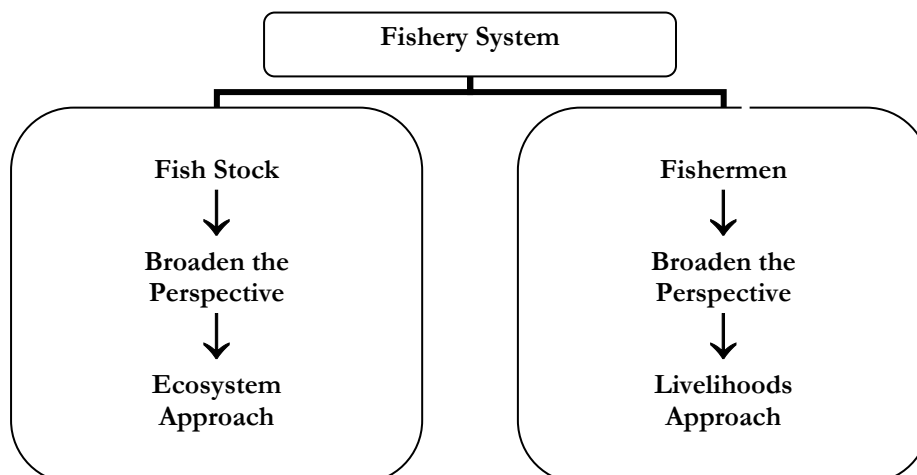 Fishery System
Fish Stock
Broaden the
Perspective
Ecosystem
Approach
Fishermen
Broaden the
Perspective
Livelihoods
Approach